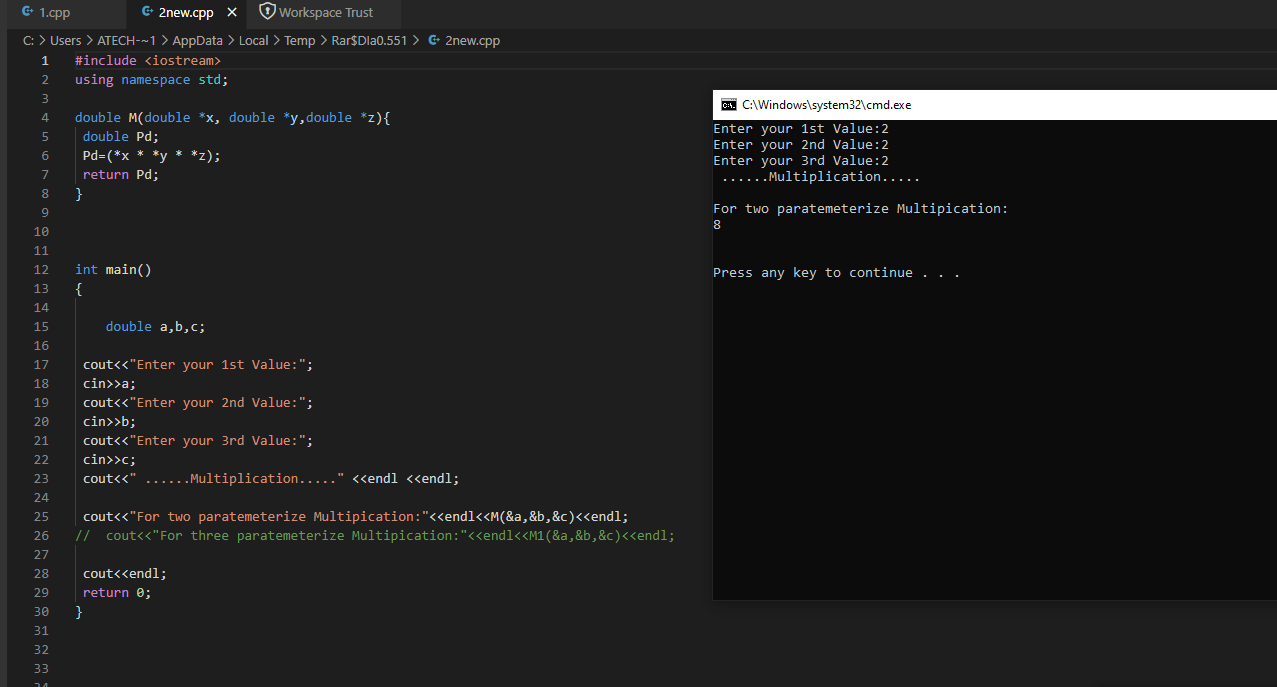 1.cpp
2new.cpp
Workspace Trust
C: > Users > ATECH-~1 > AppData > Local > Temp > Rar$DIa0.551 > 2new.cpp
1 #include <iostream>
2 using namespace std;
3
4 double M(double *x, double *y,double *z){
5 double Pd;
6 Pd=(*x * *y * *z);
7 return Pd;
8 }
9
10
11
12 int main()
13 {
14
15 double a,b,c;
16
17 cout<<"Enter your 1st Value:";
18 cin>>a;
19 cout<<"Enter your 2nd Value:";
20 cin>>b;
21 cout<<"Enter your 3rd Value:";
22 cin>>c;
23 cout<<" ......Multiplication....." <<endl <<endl;
24
25 cout<<"For two paratemeterize Multipication:"<<endl<<M(&a,&b,&c)<<endl;
26 //  cout<<"For three paratemeterize Multipication:"<<endl<<M1(&a,&b,&c)<<endl;
27
28 cout<<endl;
29 return 0;
30 }
31
32
33
34
C:\Windows\system32\cmd.exe
Enter your 1st Value:2
Enter your 2nd Value:2
Enter your 3rd Value:2
......Multiplication.....
For two paratemeterize Multipication:
8
Press any key to continue . . .